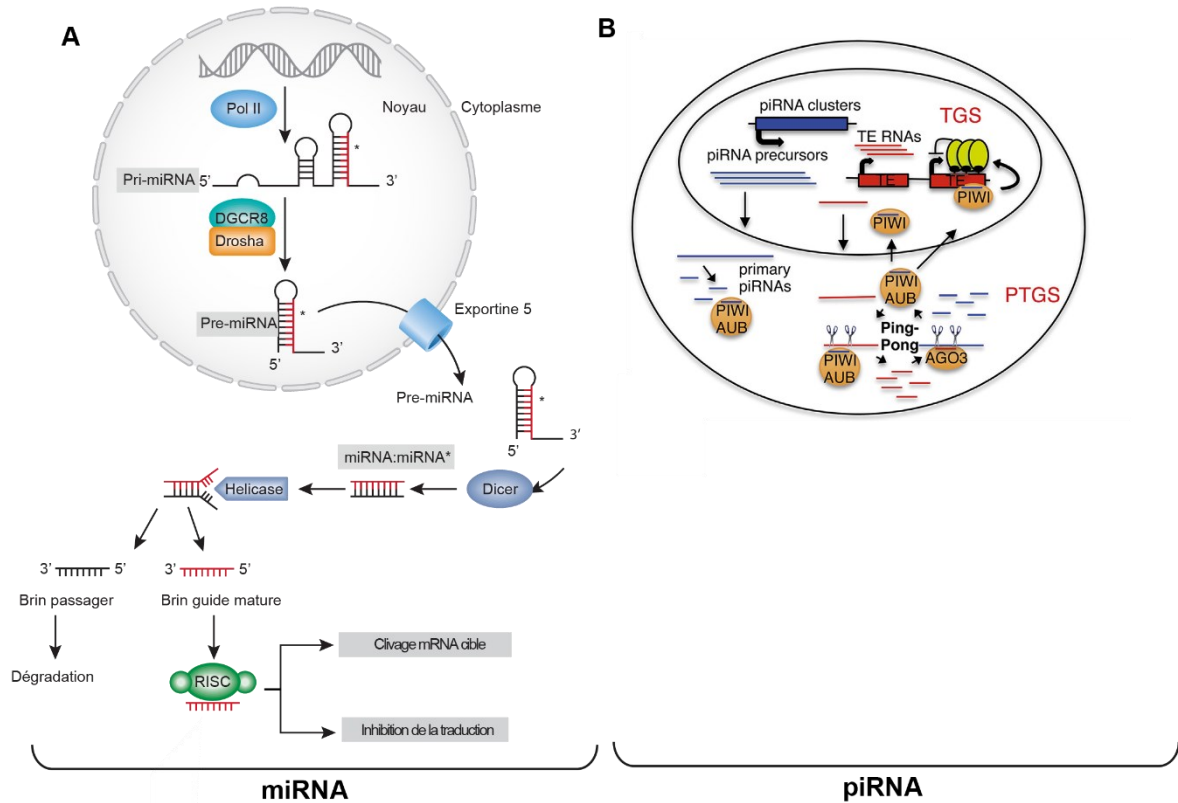 A
Pol II
Noyau
Cytoplasme
*
Pri-miRNA
5'
3'
DGCR8
Drosha
Exportine 5
*
Pre-miRNA
3'
5'
Pre-miRNA
*
3'
5'
miRNA:miRNA*
Helicase
Dicer
3'
5'
3'
5'
Brin passager
Brin guide mature
Dégradation
RISC
Clivage mRNA cible
Inhibition de la traduction
miRNA
B
piRNA clusters
TGS
TE RNAs
piRNA precursors
TE
TE
PIWI
PIWI
primary
piRNAs
PIWI
AUB
PIWI
AUB
PTGS
Ping-
Pong
PIWI
AUB
AGO3
piRNA